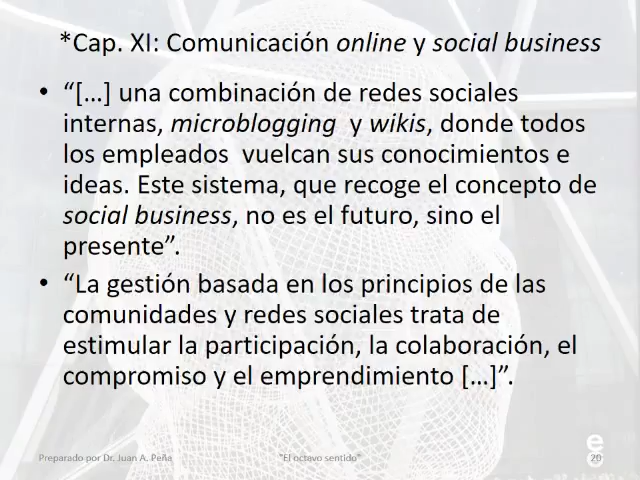 *Cap. XI: Comunicación online y social business
• “[…] una combinación de redes sociales
internas, microblogging y wikis, donde todos
los empleados vuelcan sus conocimientos e
ideas. Este sistema, que recoge el concepto de
social business, no es el futuro, sino el
presente”.
• “La gestión basada en los principios de las
comunidades y redes sociales trata de
estimular la participación, la colaboración, el
compromiso y el emprendimiento […]”.
Preparado por Dr. Juan A. Peña
"El octavo sentido"
20